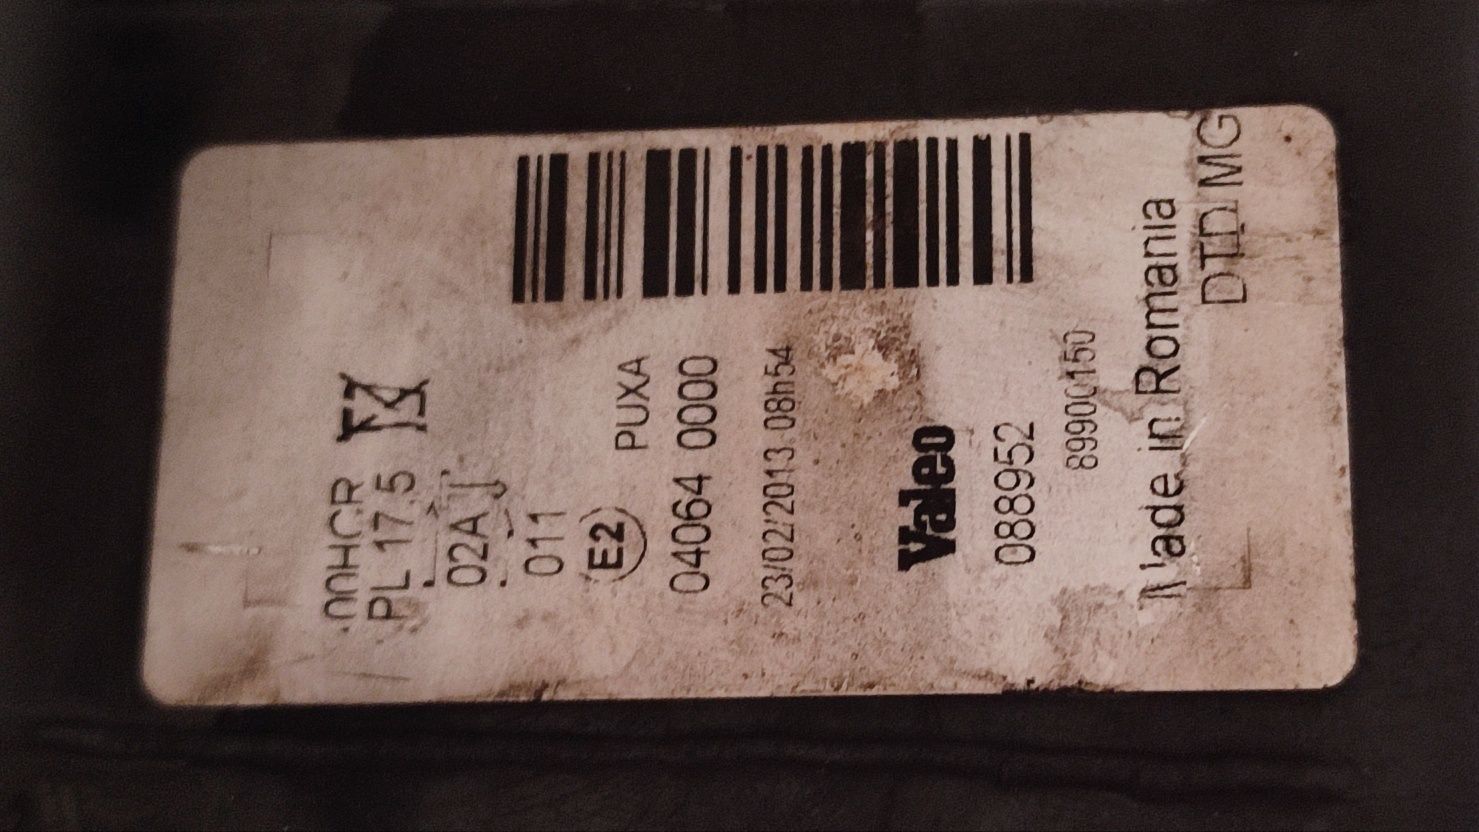 00HCR
PL 17.5
02A
011
E2 PUXA
04064 0000
23/02/2013 08h54
Valeo
088952
89900150
Made in Romania
DTD MG